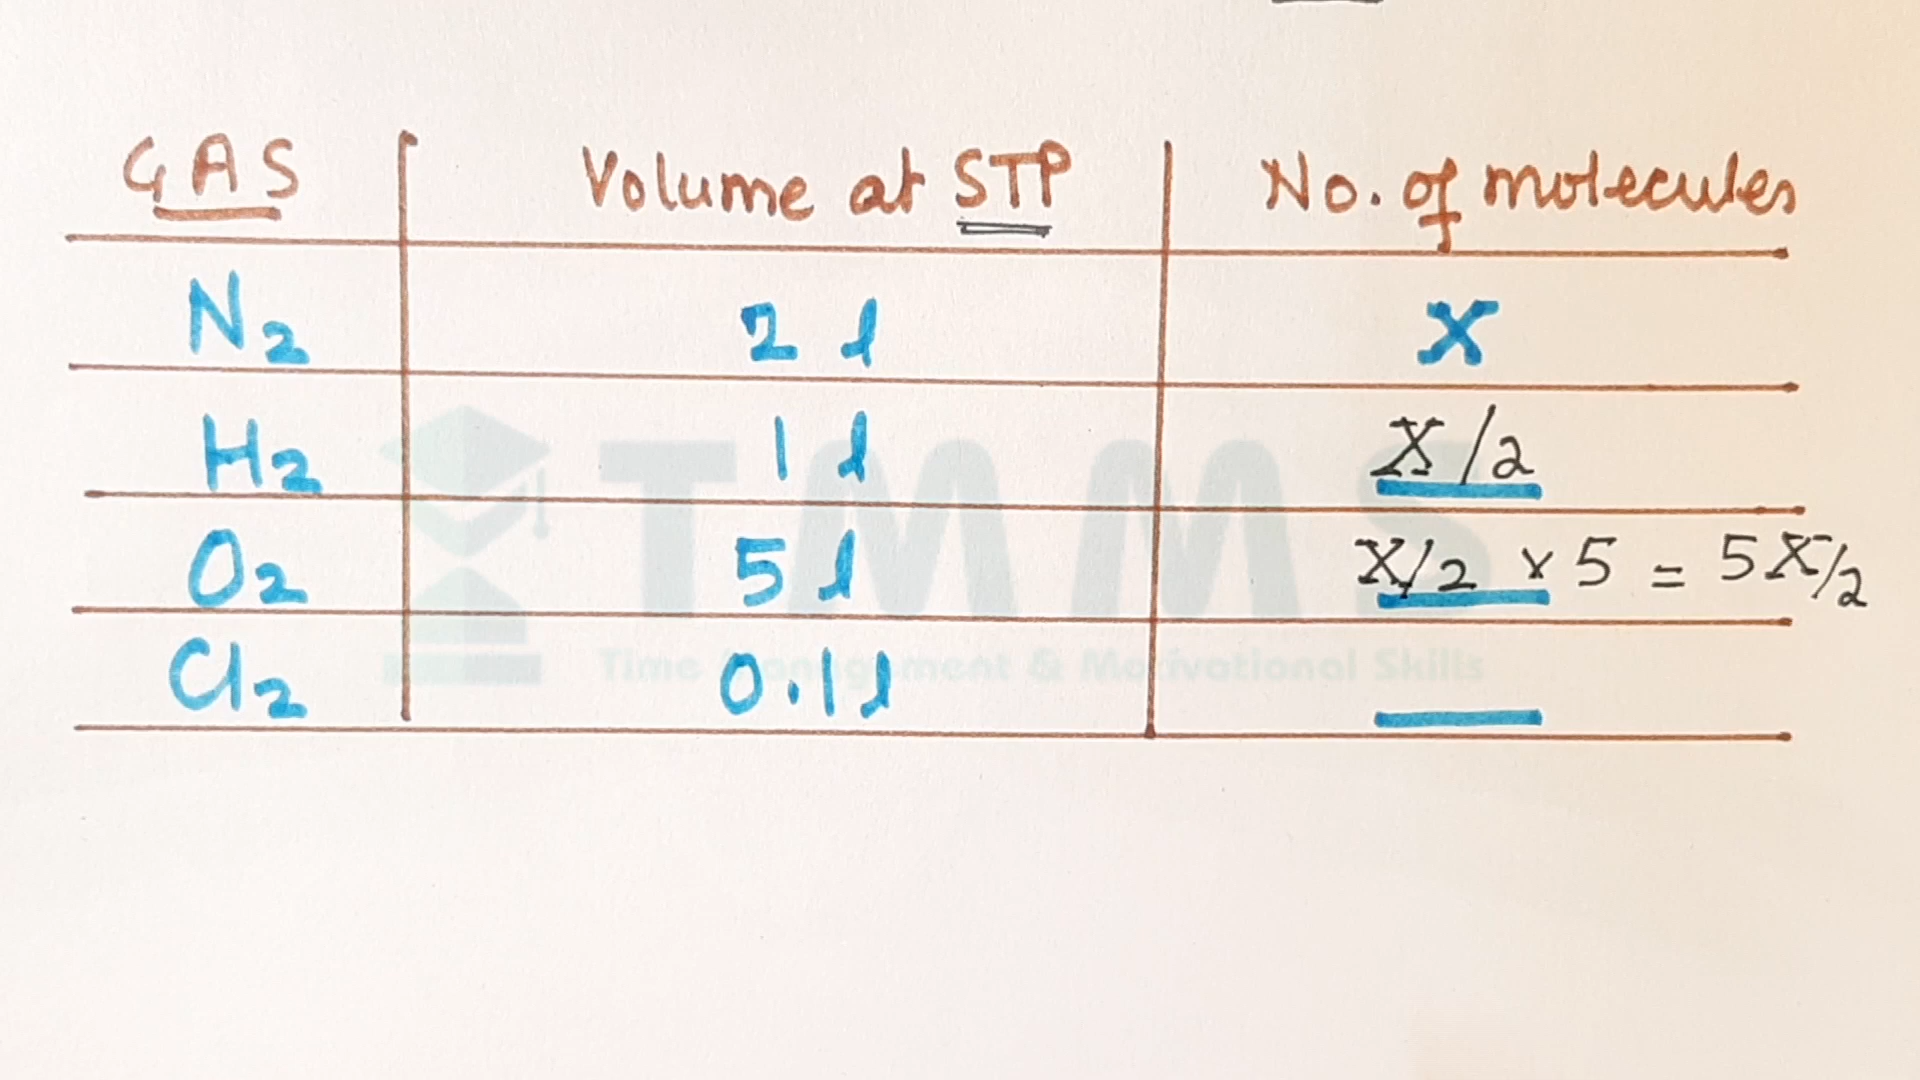 GAS Volume at STP No. of molecules
N2 2 l X
H2 1 l X/2
O2 5 l X/2 x 5 = 5X/2
Cl2 0.1 l
TMMS
Time Management & Motivational Skills